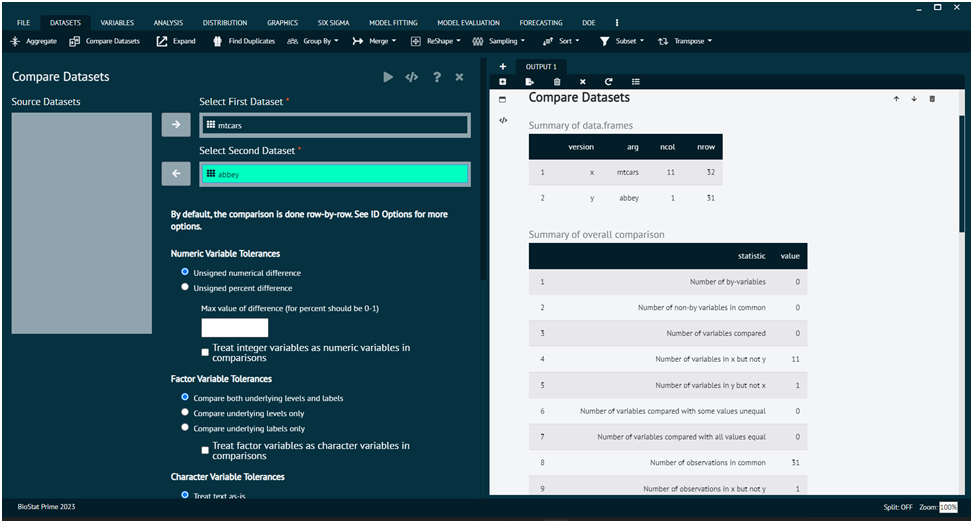 FILE DATASETS VARIABLES ANALYSIS DISTRIBUTION GRAPHICS SIX SIGMA MODEL FITTING MODEL EVALUATION FORECASTING DOE
Aggregate Compare Datasets Expand Find Duplicates Group By Merge ReShape Sampling Sort Subset Transpose
Compare Datasets
Source Datasets
Select First Dataset *
mtcars
Select Second Dataset *
abbey
By default, the comparison is done row-by-row. See ID Options for more
options.
Numeric Variable Tolerances
Unsigned numerical difference
Unsigned percent difference
Max value of difference (for percent should be 0-1)
Treat integer variables as numeric variables in
comparisons
Factor Variable Tolerances
Compare both underlying levels and labels
Compare underlying levels only
Compare underlying labels only
Treat factor variables as character variables in
comparisons
Character Variable Tolerances
Treat text as-is
OUTPUT 1
Compare Datasets
Summary of data.frames
version arg ncol nrow
1 x mtcars 11 32
2 y abbey 1 31
Summary of overall comparison
statistic value
1 Number of by-variables 0
2 Number of non-by variables in common 0
3 Number of variables compared 0
4 Number of variables in x but not y 11
5 Number of variables in y but not x 1
6 Number of variables compared with some values unequal 0
7 Number of variables compared with all values equal 0
8 Number of observations in common 31
9 Number of observations in x but not y 1
BioStat Prime 2023
Split: OFF Zoom: 100%